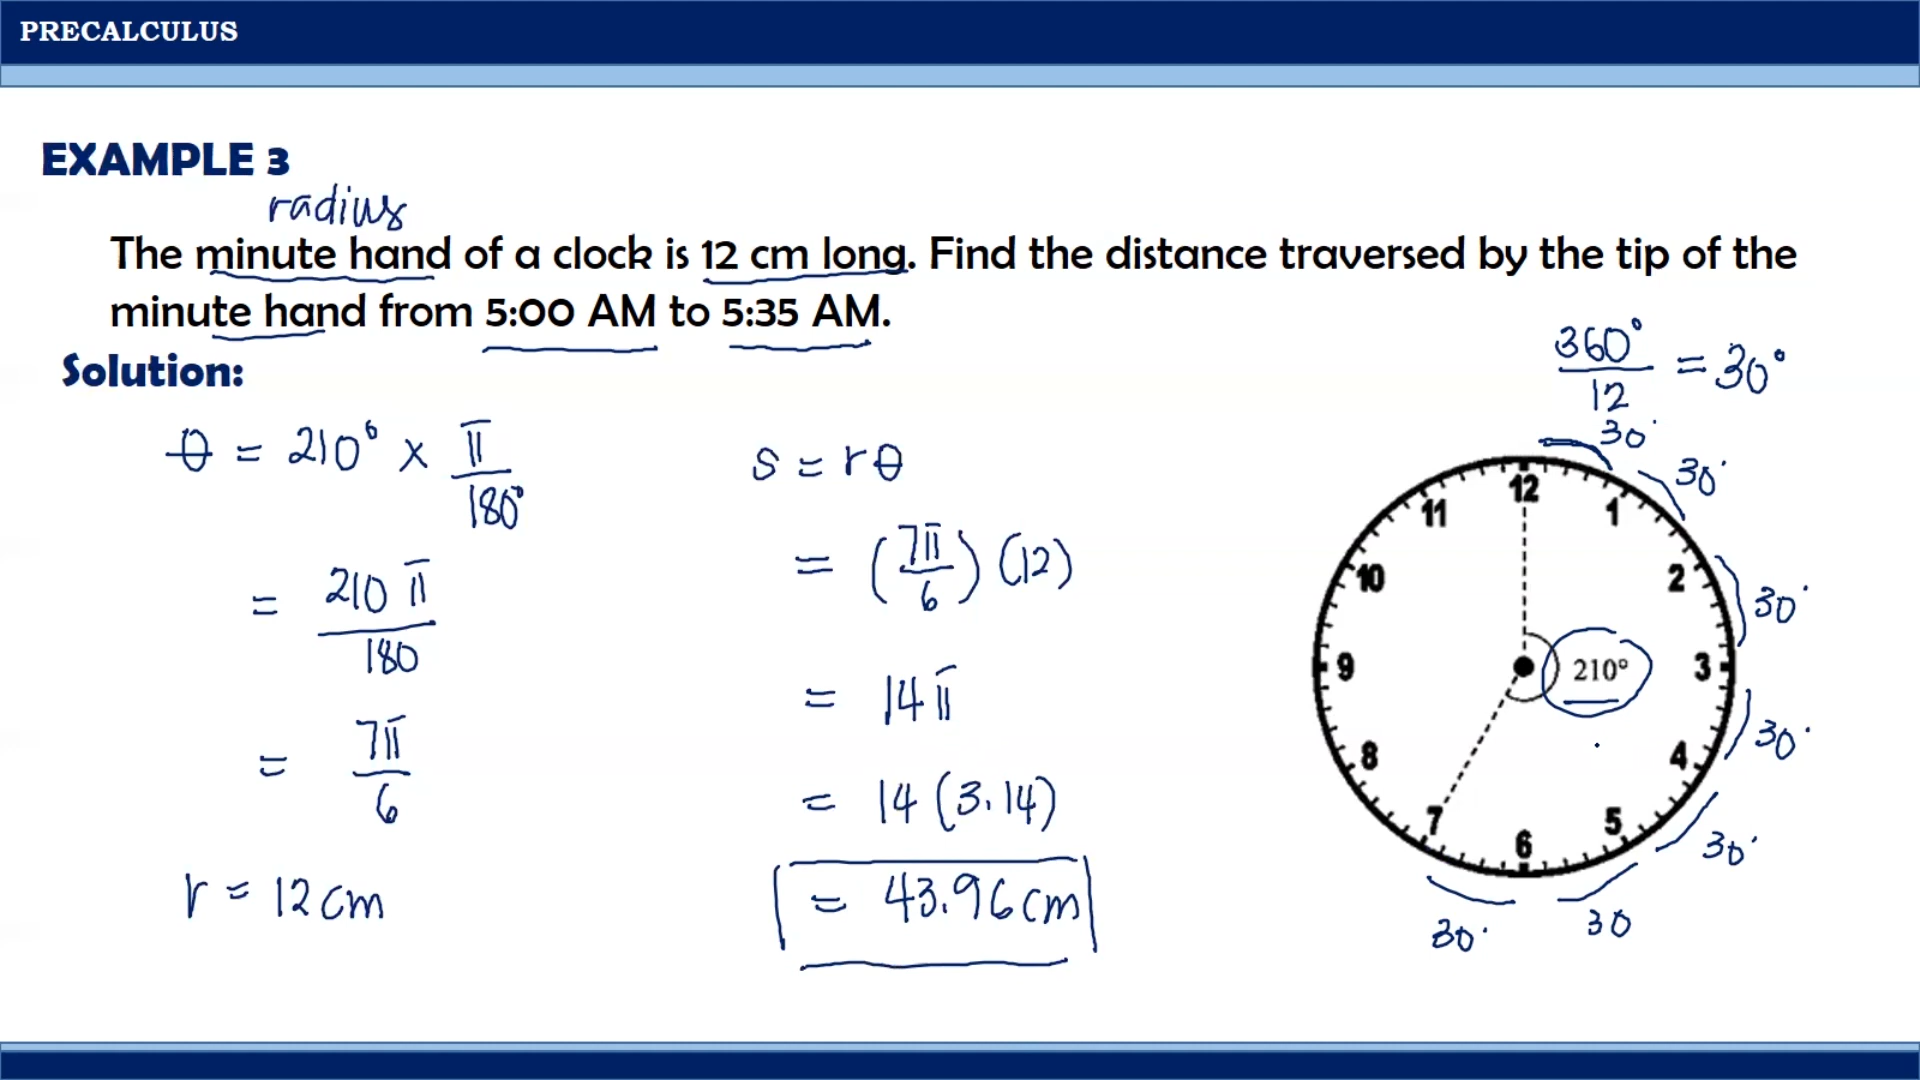 PRECALCULUS
EXAMPLE 3
radius
The minute hand of a clock is 12 cm long. Find the distance traversed by the tip of the
minute hand from 5:00 AM to 5:35 AM.
Solution:
θ = 210° × π/180°
= 210π/180
= 7π/6
r = 12 cm
s = rθ
= (7π/6)(12)
= 14π
= 14(3.14)
= 43.96 cm
360°/12 = 30°
30°
30°
30°
30°
30°
30
30°
12
1
2
3
4
5
6
7
8
9
10
11
210°